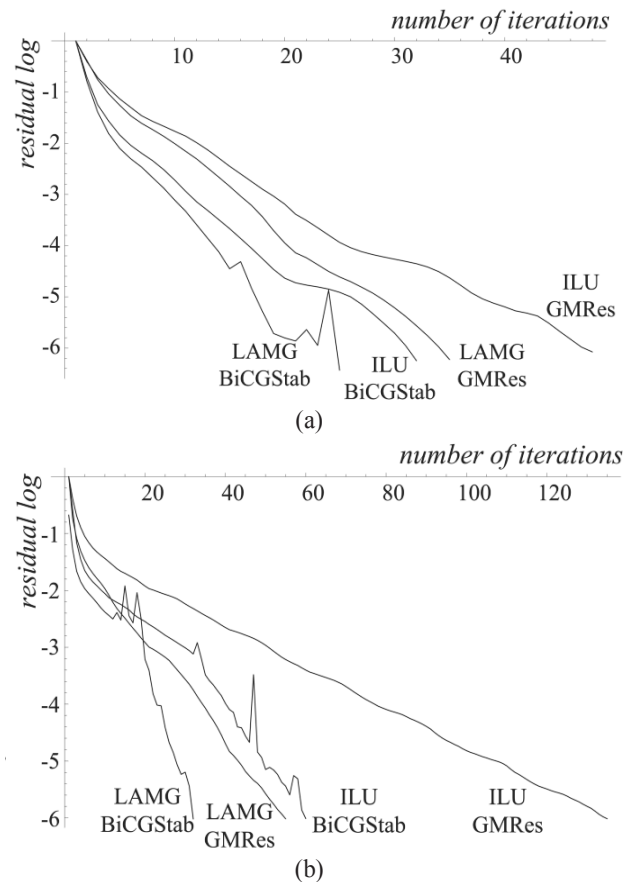 number of iterations
10 20 30 40
residual log
-1
-2
-3
-4
-5
-6
ILU
GMRes
LAMG
BiCGStab
ILU
BiCGStab
LAMG
GMRes
(a)
number of iterations
20 40 60 80 100 120
residual log
-1
-2
-3
-4
-5
-6
LAMG
BiCGStab
LAMG
GMRes
ILU
BiCGStab
ILU
GMRes
(b)